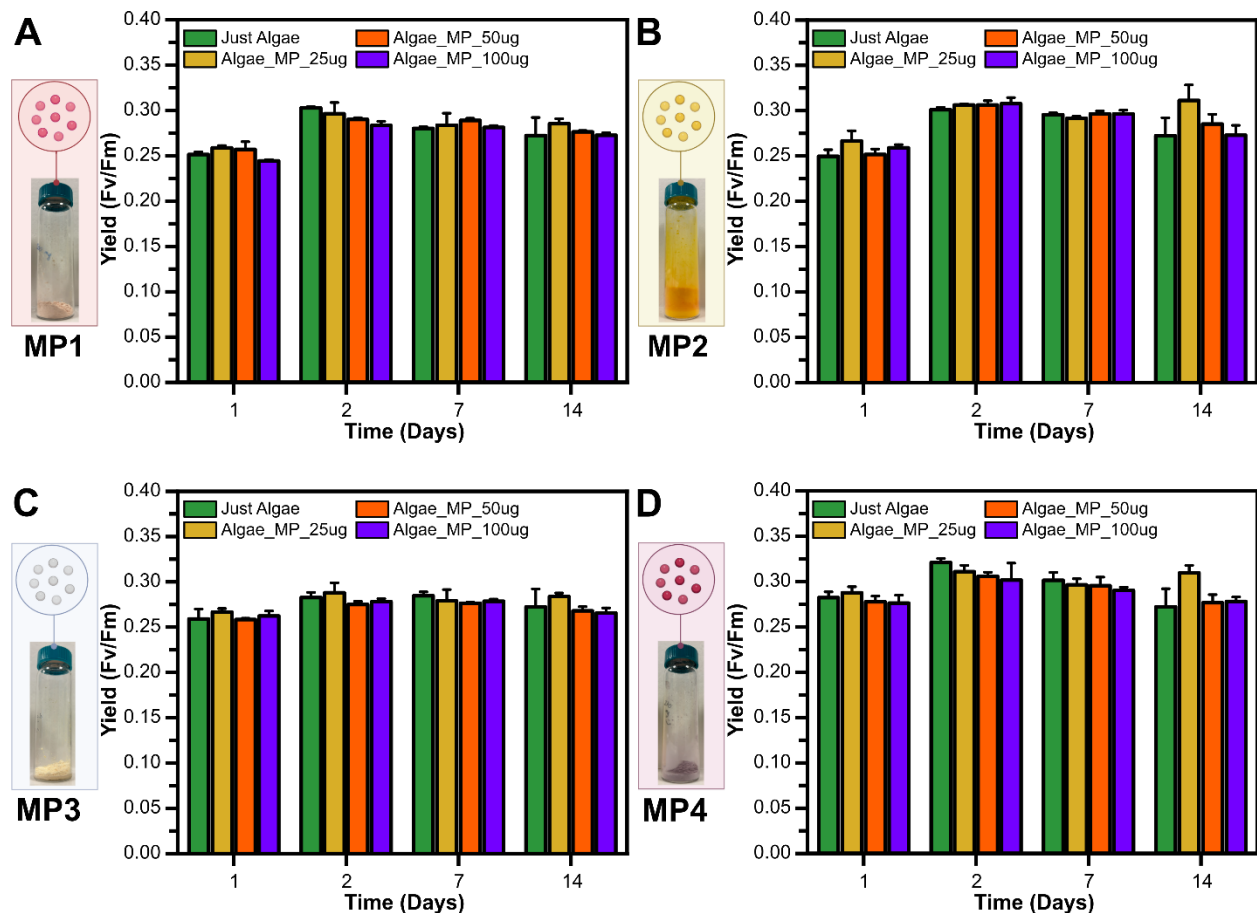 A
Just Algae
Algae_MP_25ug
Algae_MP_50ug
Algae_MP_100ug
0.40
0.35
0.30
0.25
0.20
0.15
0.10
0.05
0.00
Yield (Fv/Fm)
1 2 7 14
Time (Days)
MP1
B
Just Algae
Algae_MP_25ug
Algae_MP_50ug
Algae_MP_100ug
0.40
0.35
0.30
0.25
0.20
0.15
0.10
0.05
0.00
Yield (Fv/Fm)
1 2 7 14
Time (Days)
MP2
C
Just Algae
Algae_MP_25ug
Algae_MP_50ug
Algae_MP_100ug
0.40
0.35
0.30
0.25
0.20
0.15
0.10
0.05
0.00
Yield (Fv/Fm)
1 2 7 14
Time (Days)
MP3
D
Just Algae
Algae_MP_25ug
Algae_MP_50ug
Algae_MP_100ug
0.40
0.35
0.30
0.25
0.20
0.15
0.10
0.05
0.00
Yield (Fv/Fm)
1 2 7 14
Time (Days)
MP4